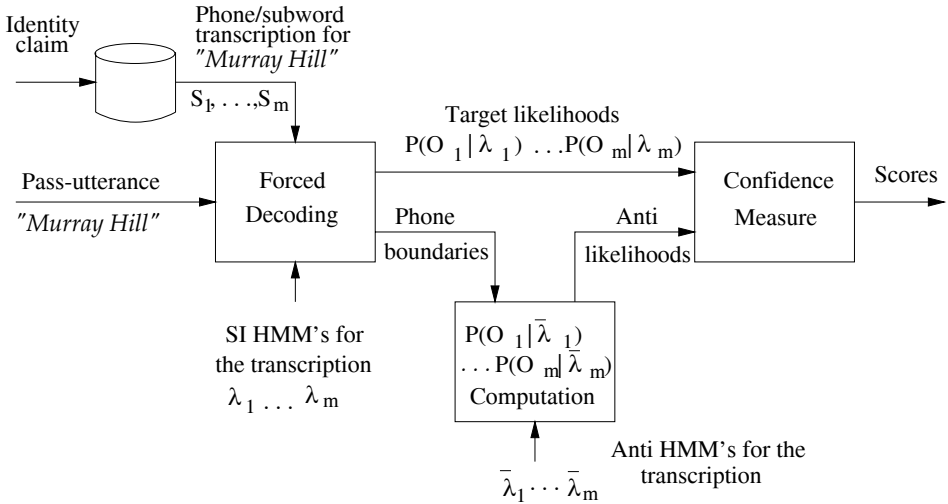 Identity
claim
Phone/subword
transcription for
"Murray Hill"
S1, . . .,Sm
Pass-utterance
"Murray Hill"
Forced
Decoding
Target likelihoods
P(O 1 | λ 1) . . .P(O m | λ m)
Confidence
Measure
Scores
Phone
boundaries
Anti
likelihoods
SI HMM's for
the transcription
λ 1 . . . λ m
P(O 1 | λ̄ 1)
. . . P(O m | λ̄ m)
Computation
Anti HMM's for the
transcription
λ̄ 1 · · · λ̄ m